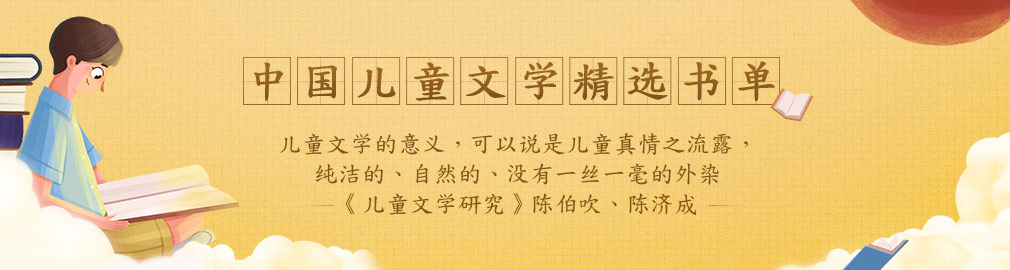 中国儿童文学精选书单
儿童文学的意义，可以说是儿童真情之流露，
纯洁的、自然的、没有一丝一毫的外染
—《儿童文学研究》陈伯吹、陈济成 —